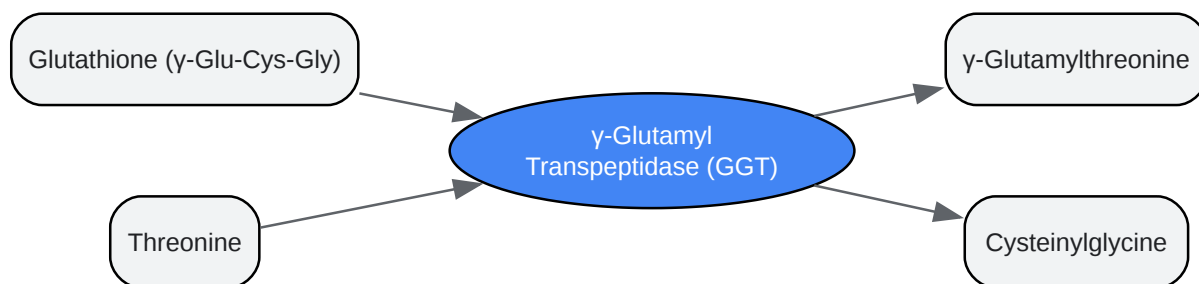 Glutathione (γ-Glu-Cys-Gly)
γ-Glutamylthreonine
γ-Glutamyl
Transpeptidase (GGT)
Threonine
Cysteinylglycine